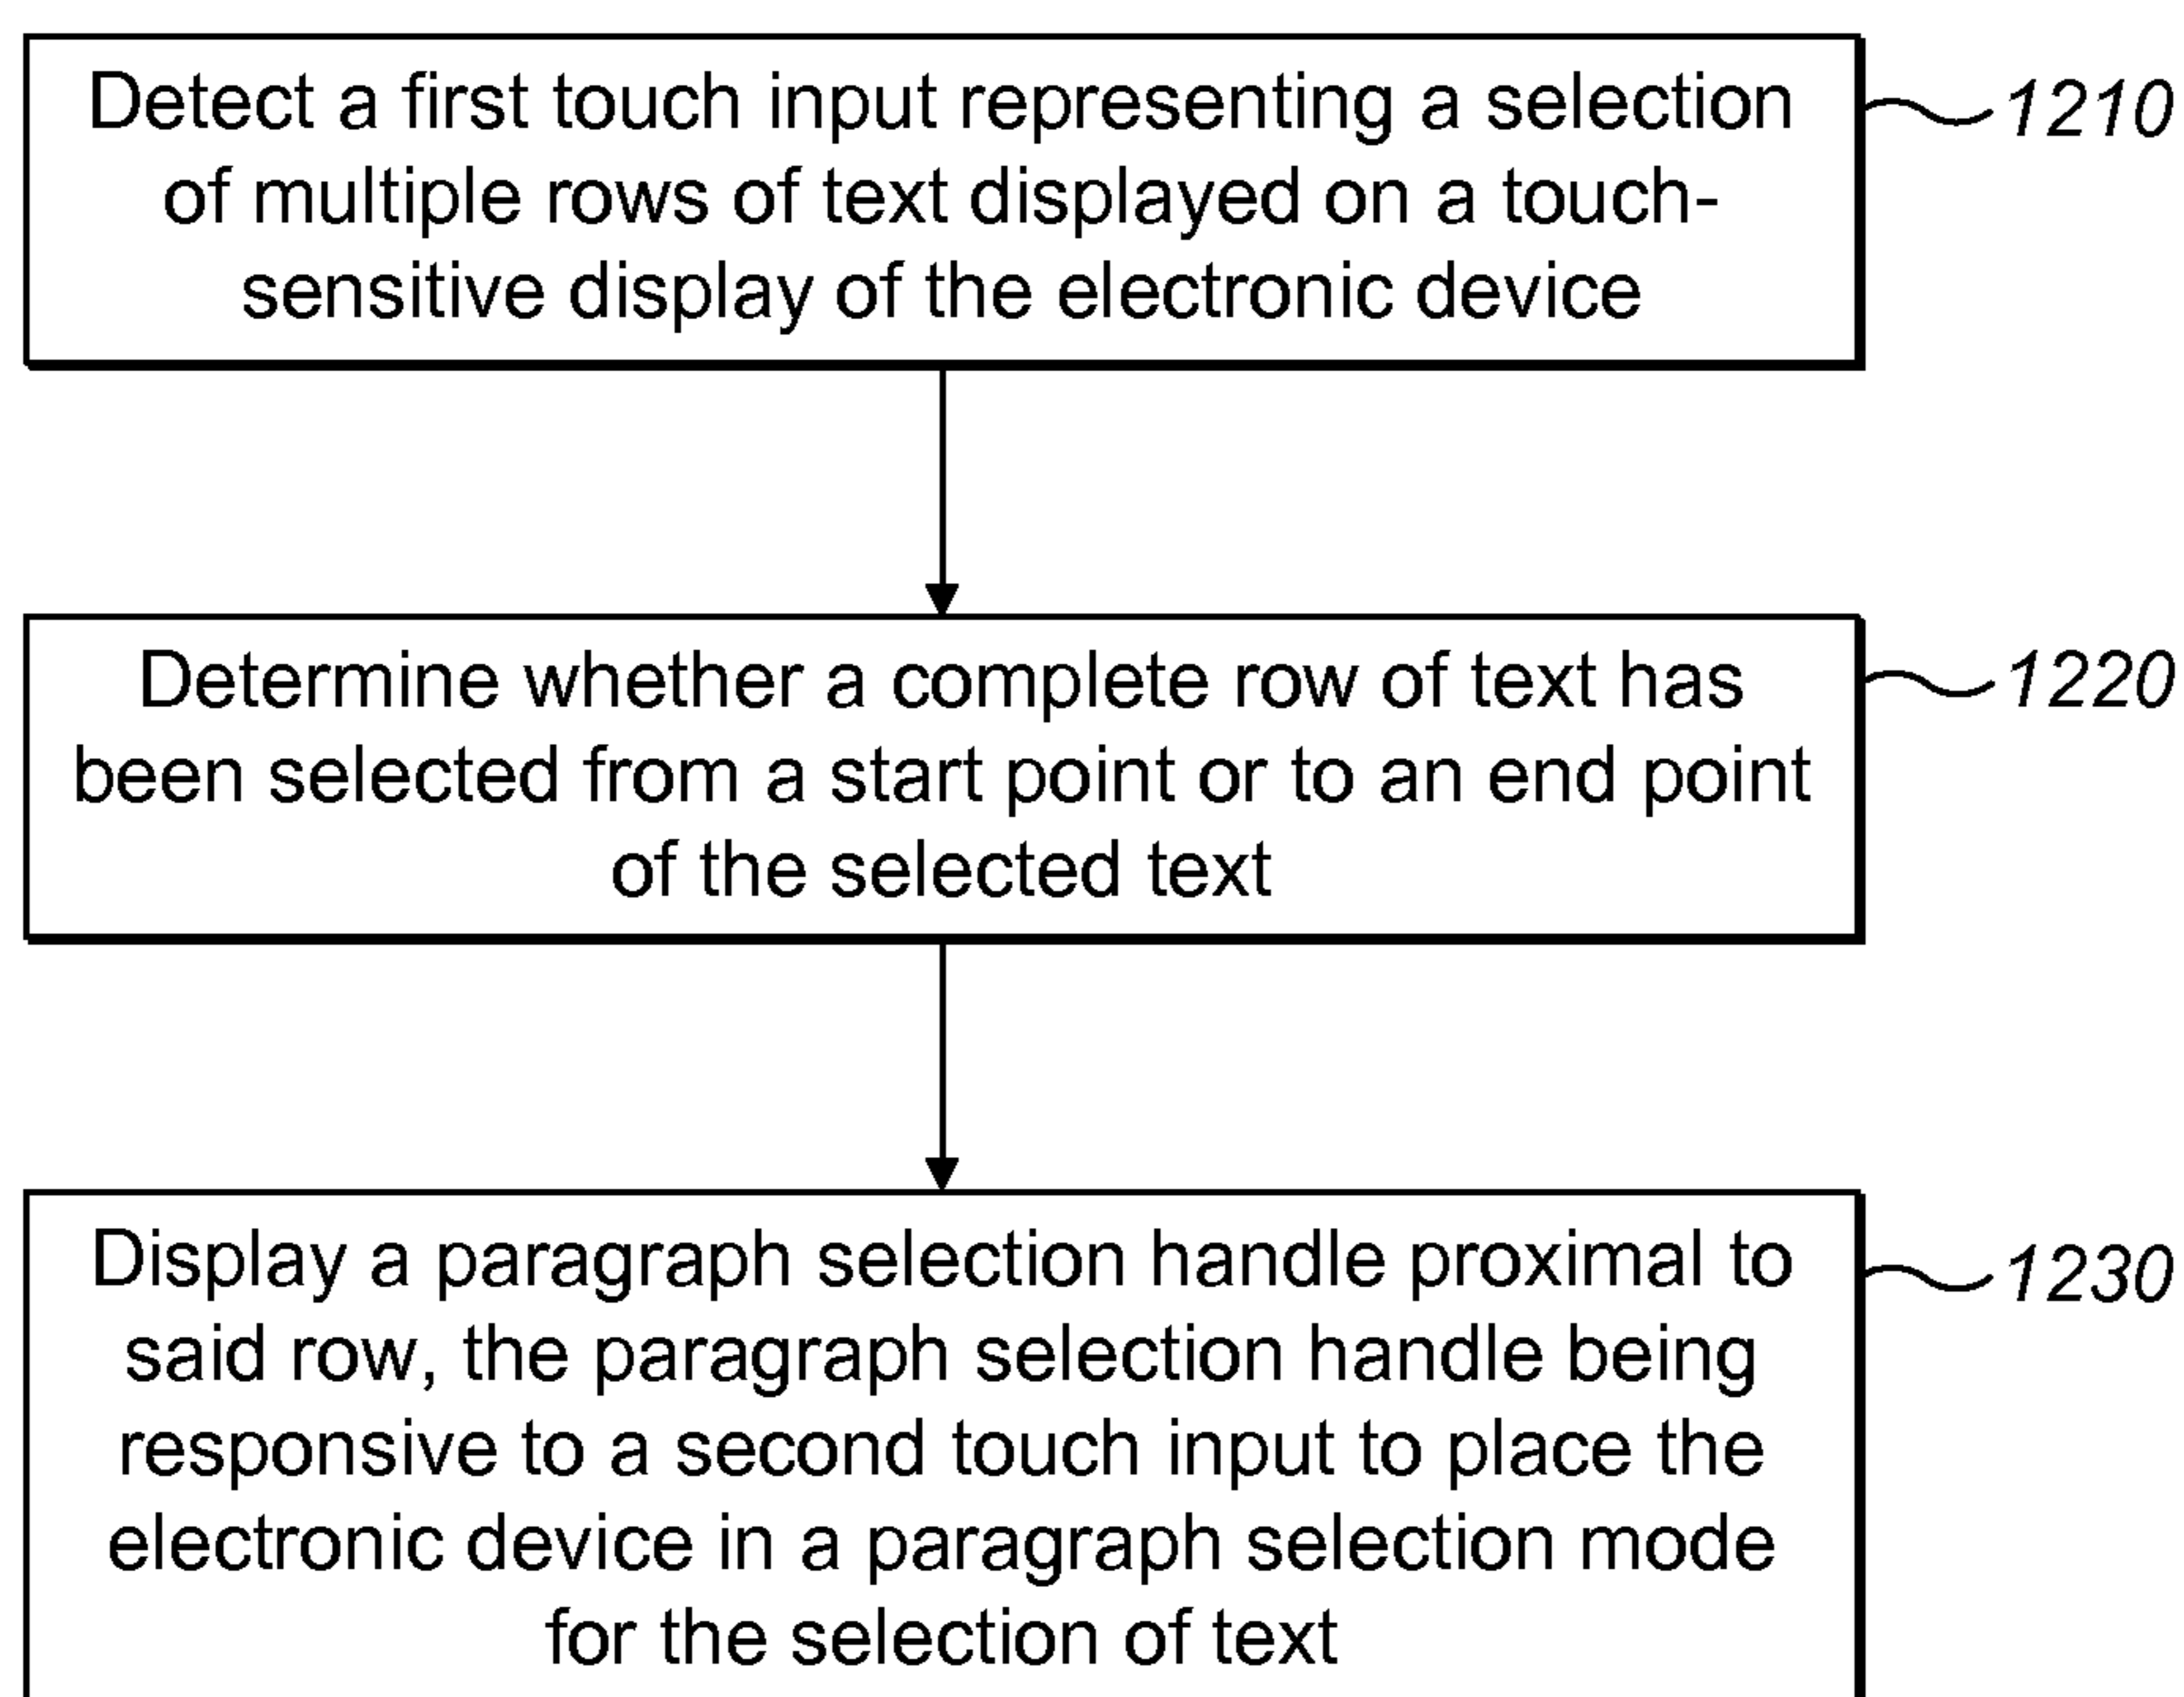 Detect a first touch input representing a selection
of multiple rows of text displayed on a touch-
sensitive display of the electronic device
1210
Determine whether a complete row of text has
been selected from a start point or to an end point
of the selected text
1220
Display a paragraph selection handle proximal to
said row, the paragraph selection handle being
responsive to a second touch input to place the
electronic device in a paragraph selection mode
for the selection of text
1230